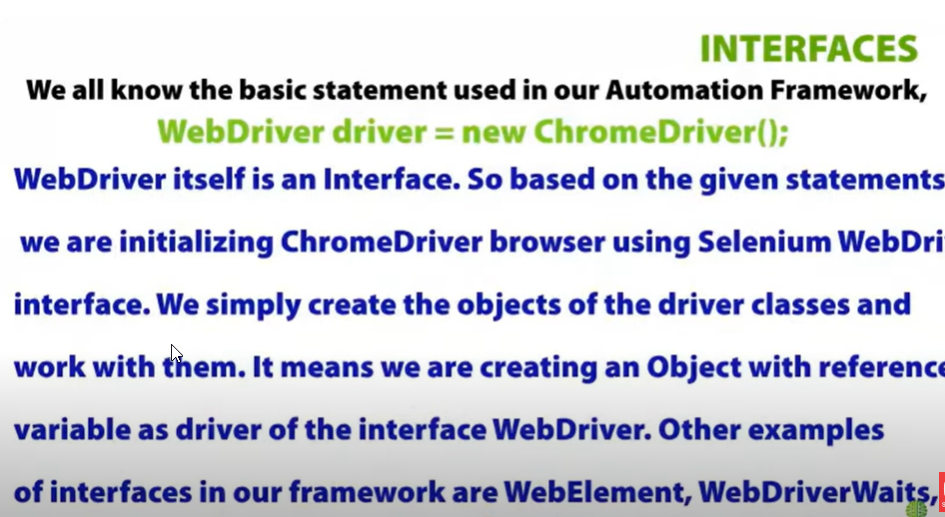 INTERFACES
We all know the basic statement used in our Automation Framework,
WebDriver driver = new ChromeDriver();
WebDriver itself is an Interface. So based on the given statements
we are initializing ChromeDriver browser using Selenium WebDri
interface. We simply create the objects of the driver classes and
work with them. It means we are creating an Object with reference
variable as driver of the interface WebDriver. Other examples
of interfaces in our framework are WebElement, WebDriverWaits,